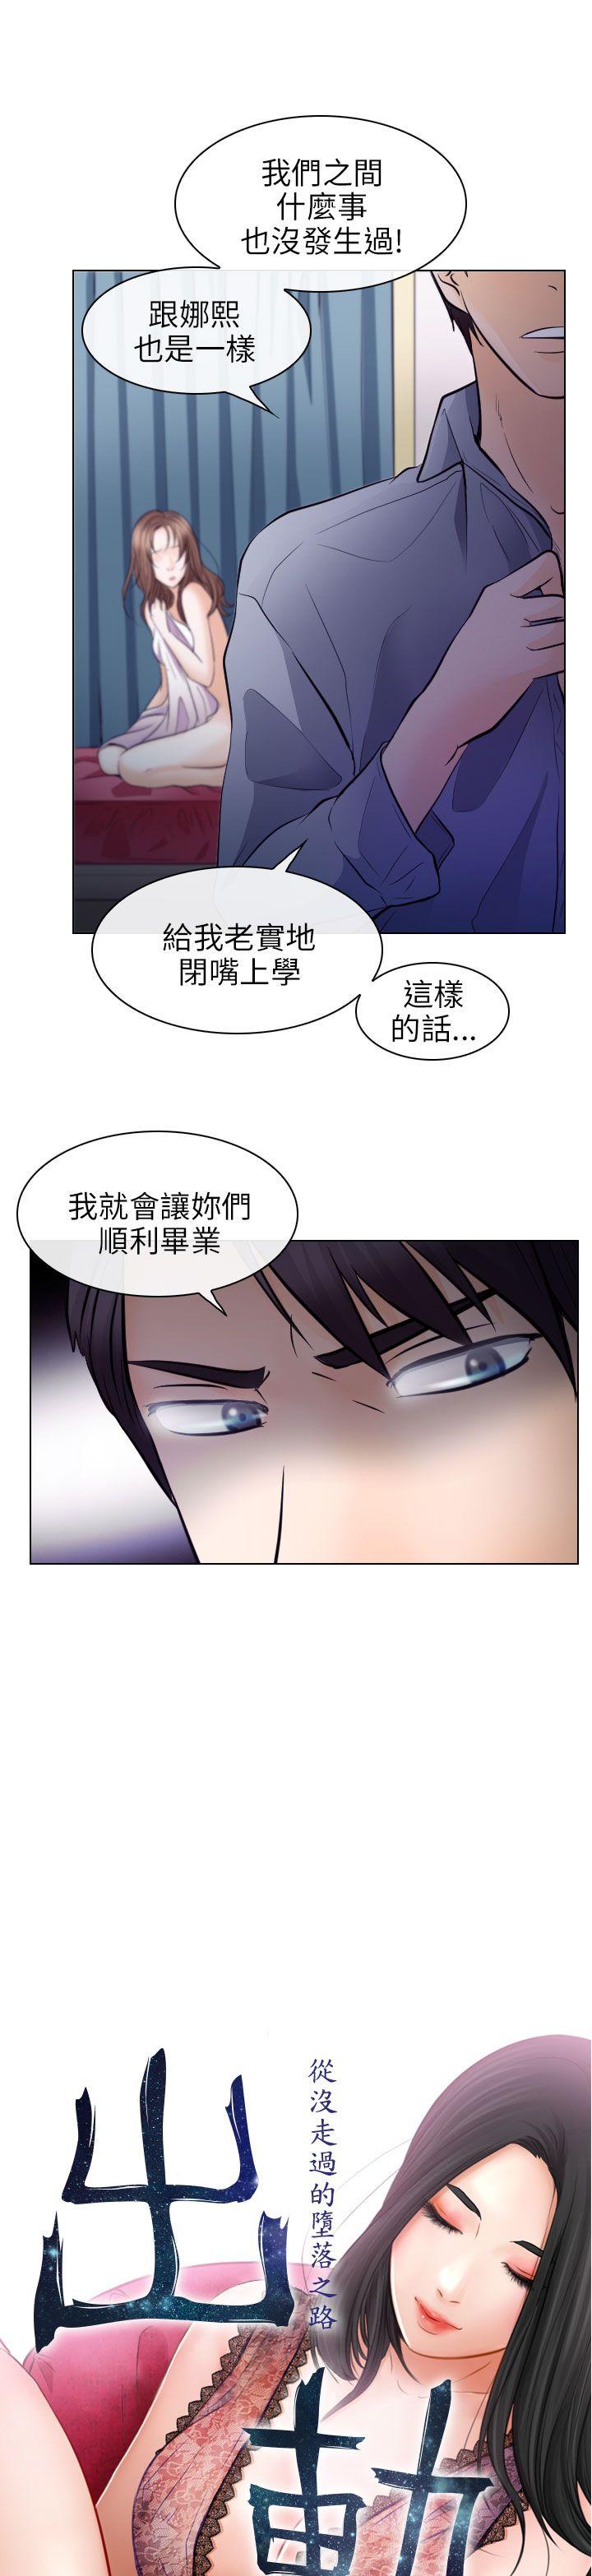 我們之間
什麼事
也沒發生過!
跟娜熙
也是一樣
給我老實地
閉嘴上學
這樣
的話...
我就會讓妳們
順利畢業
從沒走過的墮落之路
出
軌